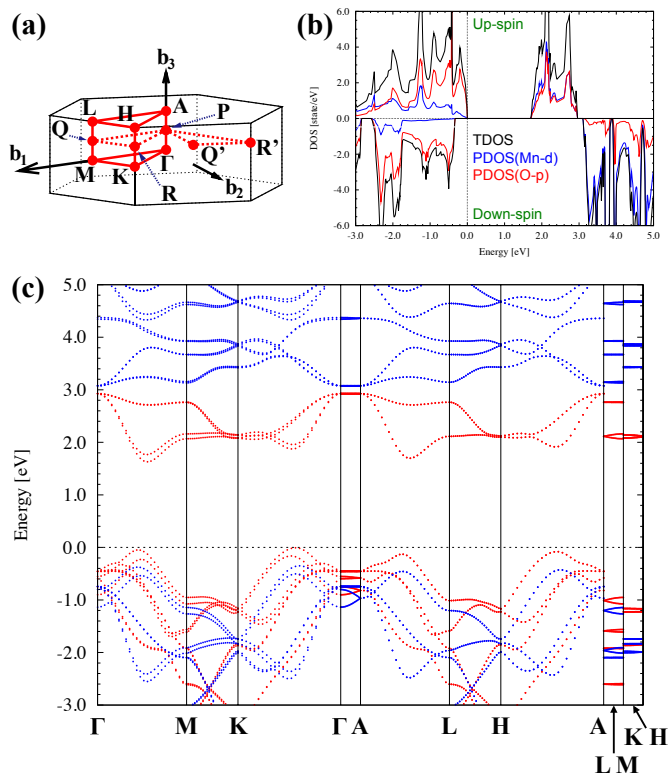 (a)
b₃
L
H
A
P
Q
Γ
Q'
R'
b₁
M
K
R
b₂
(b)
DOS [state/eV]
6.0
4.0
2.0
0.0
2.0
4.0
6.0
Up-spin
TDOS
PDOS(Mn-d)
PDOS(O-p)
Down-spin
-3.0 -2.0 -1.0 0.0 1.0 2.0 3.0 4.0 5.0
Energy [eV]
(c)
Energy [eV]
5.0
4.0
3.0
2.0
1.0
0.0
-1.0
-2.0
-3.0
Γ M K Γ A L H A
K H
L M